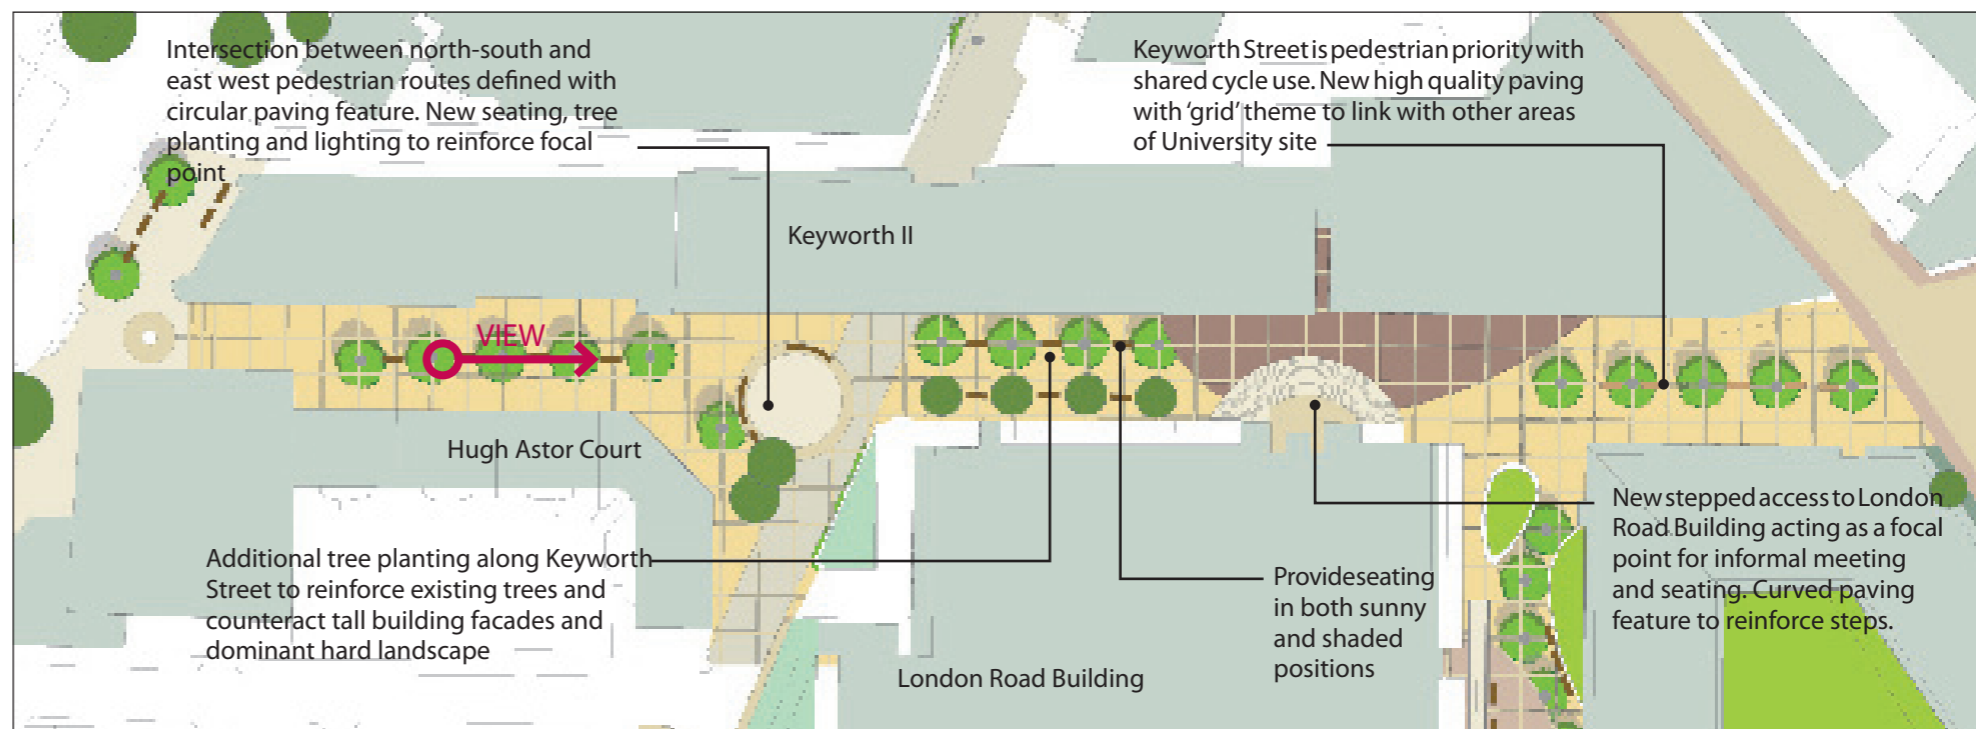 Intersection between north-south and
east west pedestrian routes defined with
circular paving feature. New seating, tree
planting and lighting to reinforce focal
point
Keyworth Street is pedestrian priority with
shared cycle use. New high quality paving
with ‘grid’ theme to link with other areas
of University site
Keyworth II
VIEW
Hugh Astor Court
Additional tree planting along Keyworth
Street to reinforce existing trees and
counteract tall building facades and
dominant hard landscape
London Road Building
Provide seating
in both sunny
and shaded
positions
New stepped access to London
Road Building acting as a focal
point for informal meeting
and seating. Curved paving
feature to reinforce steps.